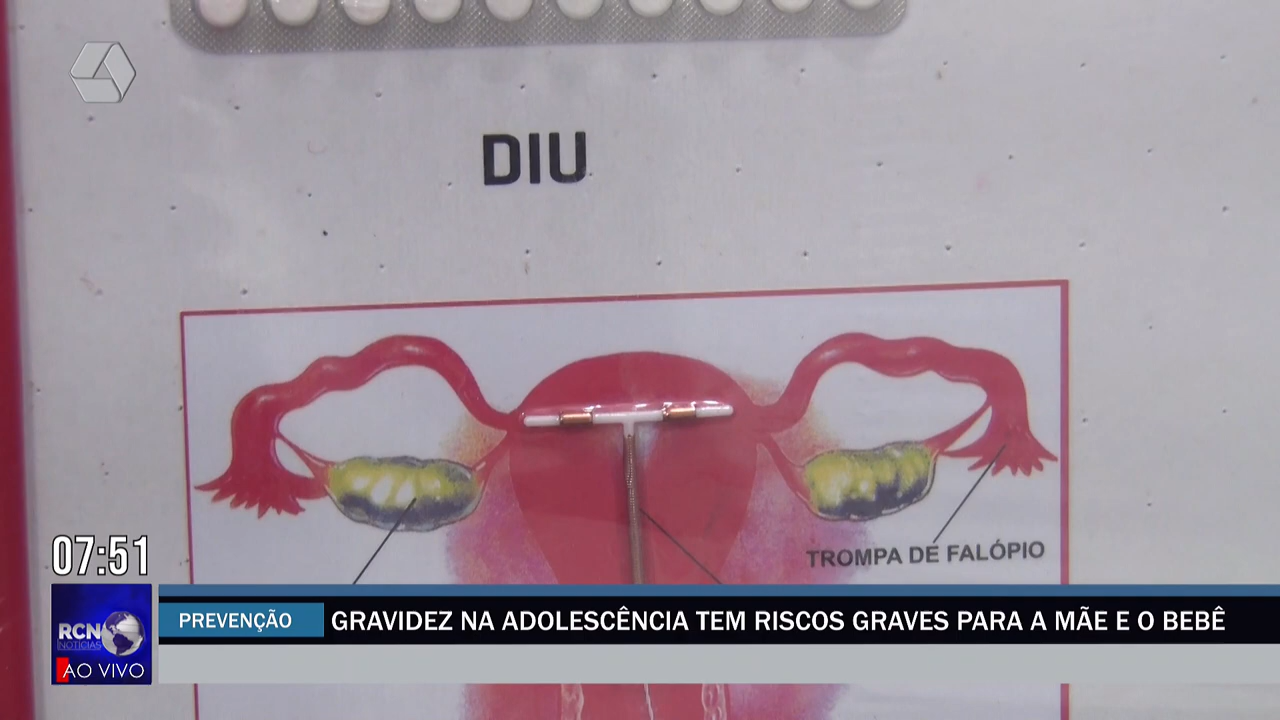 DIU
TROMPA DE FALÓPIO
07:51
RCN
NOTÍCIAS
AO VIVO
PREVENÇÃO
GRAVIDEZ NA ADOLESCÊNCIA TEM RISCOS GRAVES PARA A MÃE E O BEBÊ